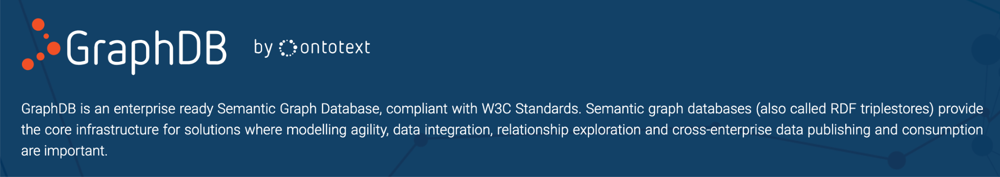 GraphDB by ontotext
GraphDB is an enterprise ready Semantic Graph Database, compliant with W3C Standards. Semantic graph databases (also called RDF triplestores) provide
the core infrastructure for solutions where modelling agility, data integration, relationship exploration and cross-enterprise data publishing and consumption
are important.